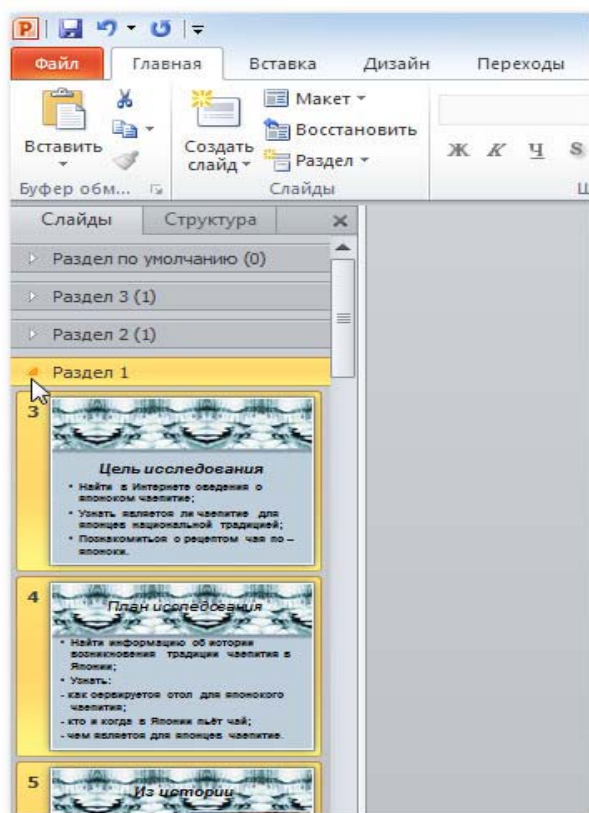 P
Файл Главная Вставка Дизайн Переходы
Вставить
Создать слайд
Макет
Восстановить
Раздел
Ж К Ч S
Буфер обм... Слайды Ш
Слайды Структура
Раздел по умолчанию (0)
Раздел 3 (1)
Раздел 2 (1)
Раздел 1
3
Цель исследования
• Найти в Интернете сведения о
японском чаепитие;
• Узнать является ли чаепитие для
японцев национальной традицией;
• Познакомиться с рецептом чая по –
японски.
4
План исследования
• Найти информацию об истории
возникновения традиции чаепития в
Японии;
• Узнать:
- как сервируется стол для японского
чаепития;
- кто и когда в Японии пьёт чай;
- чем является для японцев чаепитие.
5
Из истории